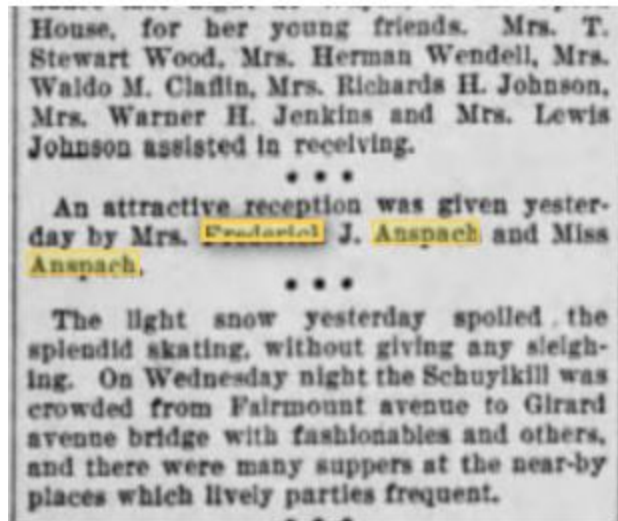 House, for her young friends. Mrs. T.
Stewart Wood, Mrs. Herman Wendell, Mrs.
Waldo M. Claflin, Mrs. Richards H. Johnson,
Mrs. Warner H. Jenkins and Mrs. Lewis
Johnson assisted in receiving.
* * *
An attractive reception was given yester-
day by Mrs. Frederick J. Anspach and Miss
Anspach.
* * *
The light snow yesterday spoiled the
splendid skating, without giving any sleigh-
ing. On Wednesday night the Schuylkill was
crowded from Fairmount avenue to Girard
avenue bridge with fashionables and others,
and there were many suppers at the near-by
places which lively parties frequent.